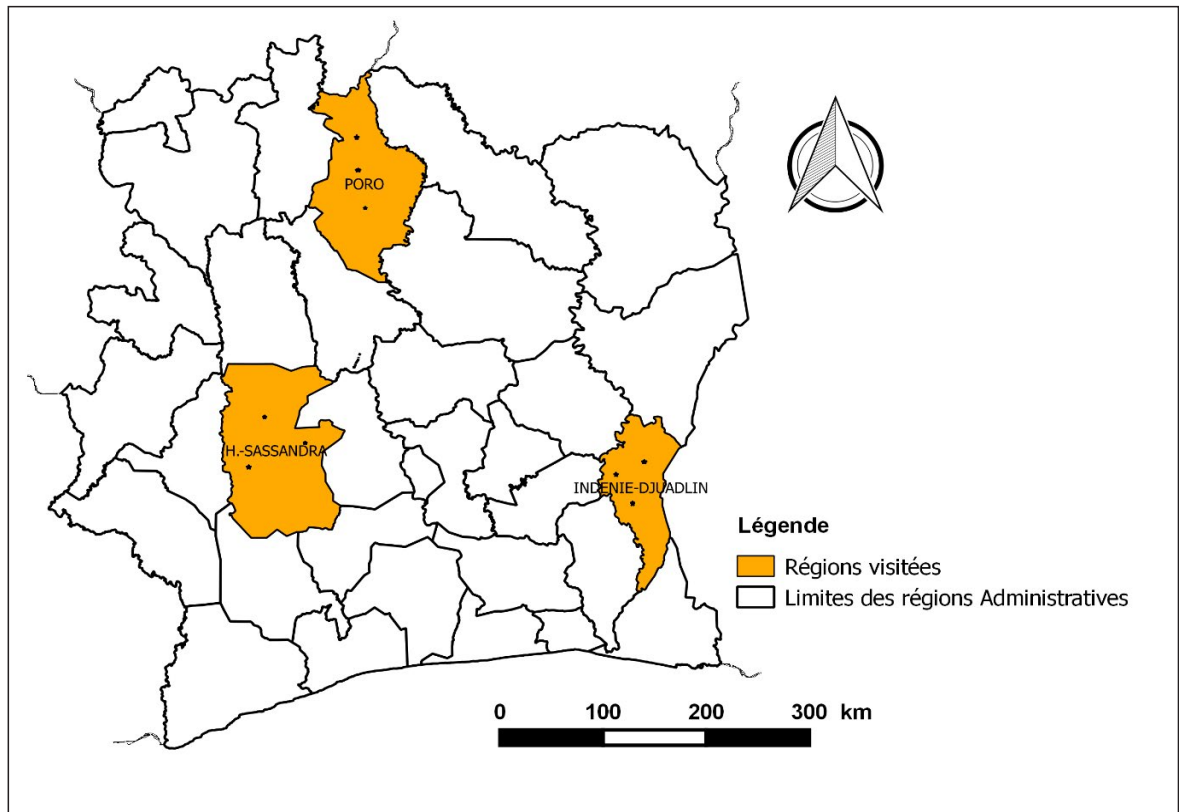 PORO
H.-SASSANDRA
INDENIE-DJUADLIN
Légende
Régions visitées
Limites des régions Administratives
0 100 200 300 km